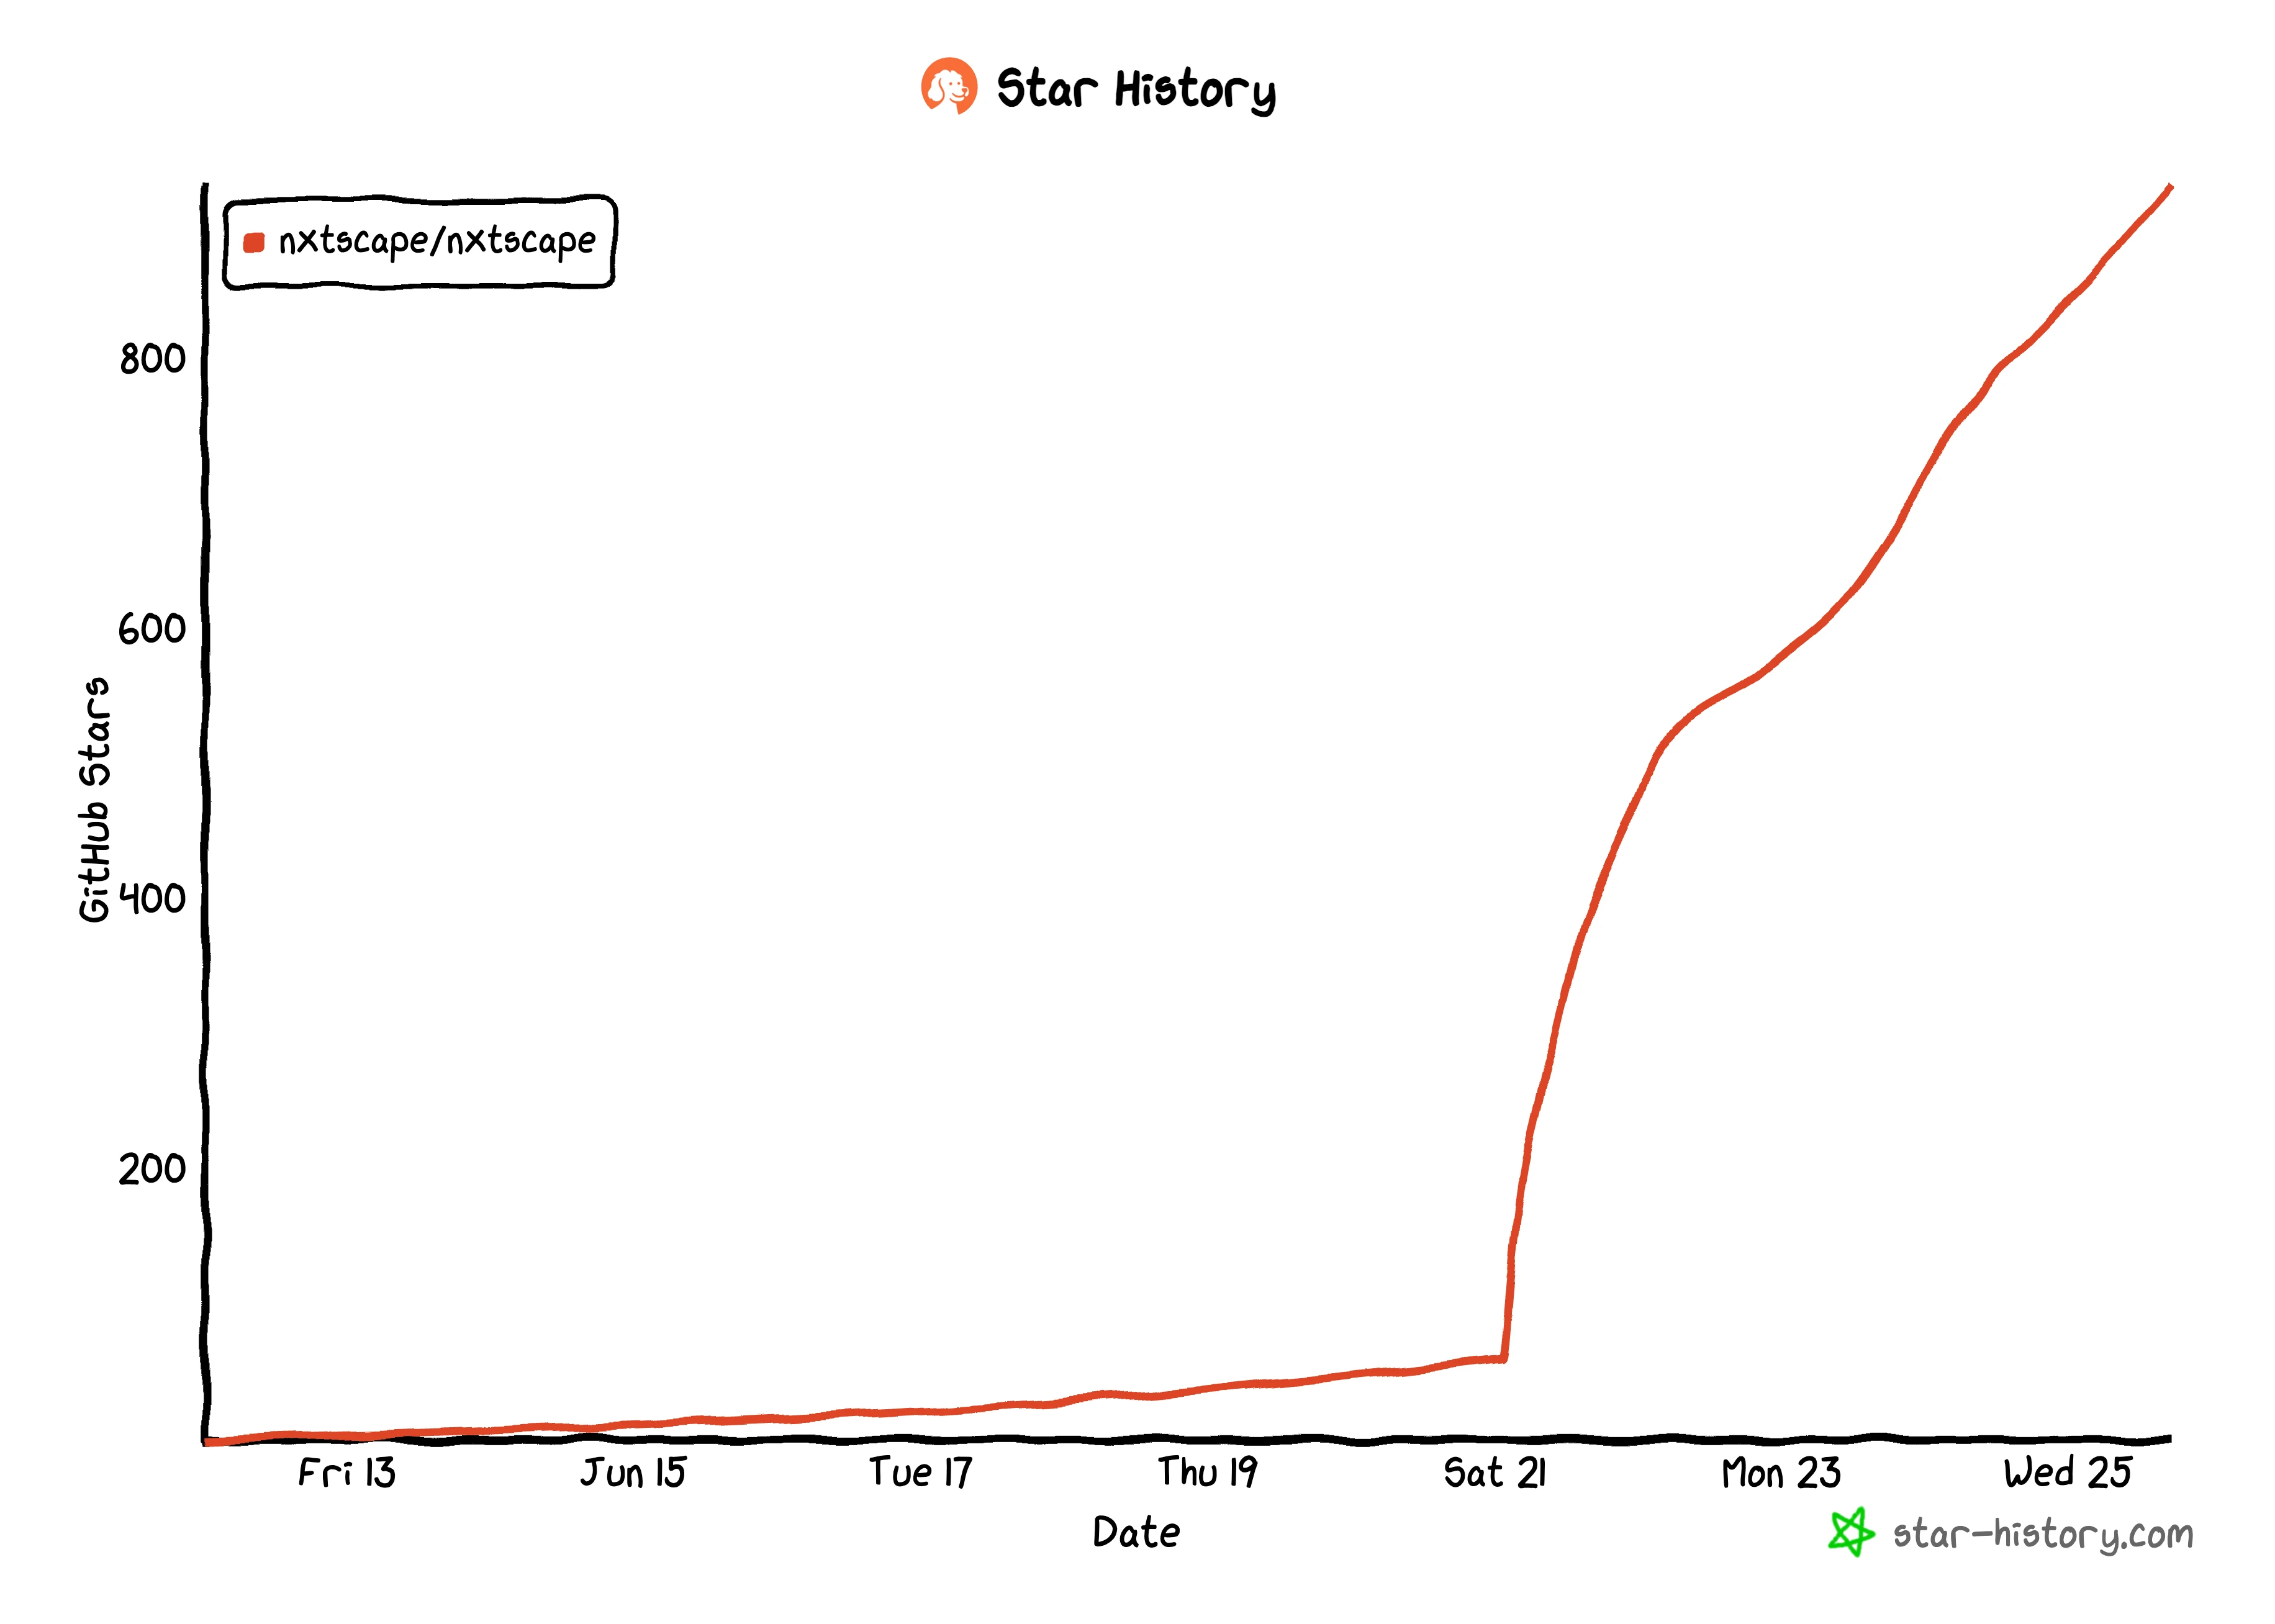 Star History
nxtscape/nxtscape
800
600
400
200
GitHub Stars
Fri 13
Jun 15
Tue 17
Thu 19
Sat 21
Mon 23
Wed 25
Date
star-history.com